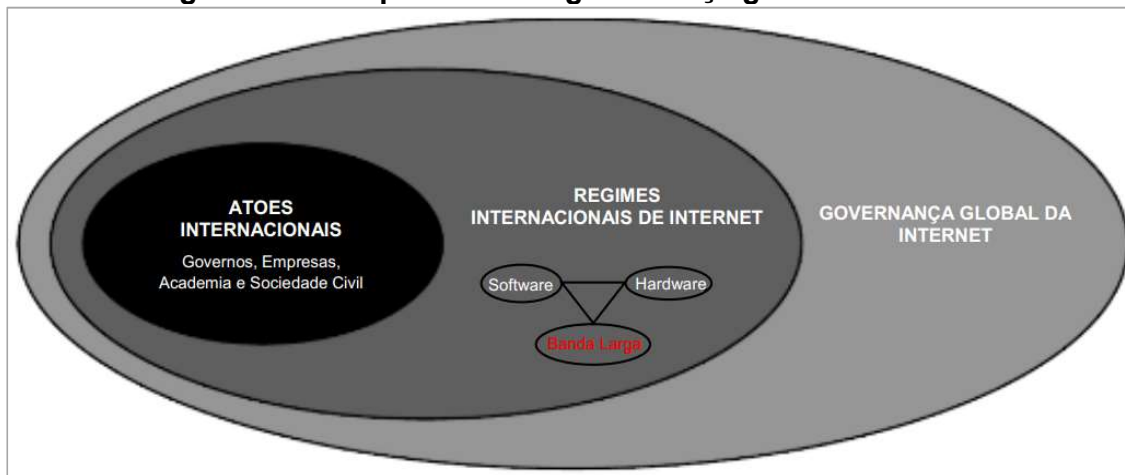 ATOES
INTERNACIONAIS
Governos, Empresas,
Academia e Sociedade Civil
REGIMES
INTERNACIONAIS DE INTERNET
Software
Hardware
Banda Larga
GOVERNANÇA GLOBAL DA
INTERNET